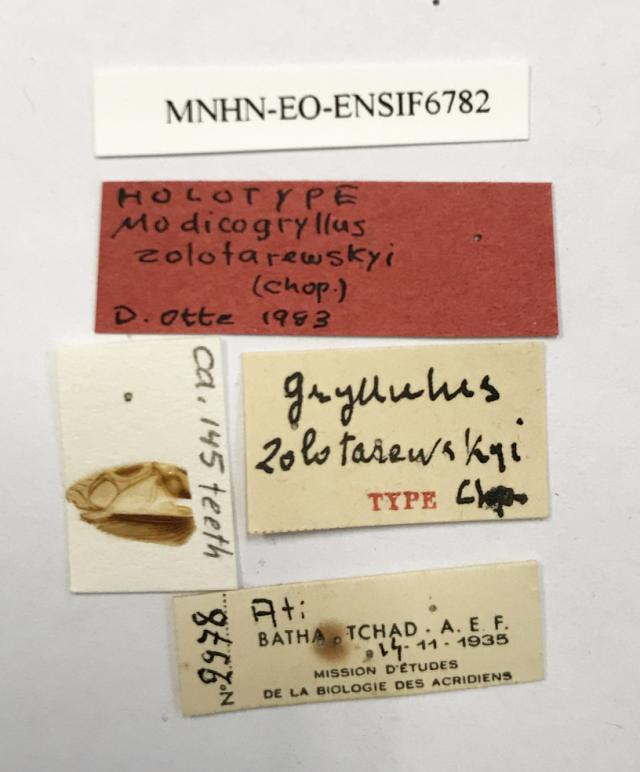 MNHN-EO-ENSIF6782
HOLOTYPE
Modicogryllus
zolotarewskyi
(Chop.)
D. Otte 1983
ca. 145 teeth
Gryllulus
Zolotarewskyi
TYPE Chop.
Ati
BATHA. TCHAD. A. E. F.
14-11-1935
MISSION D'ÉTUDES
DE LA BIOLOGIE DES ACRIDIENS
N°